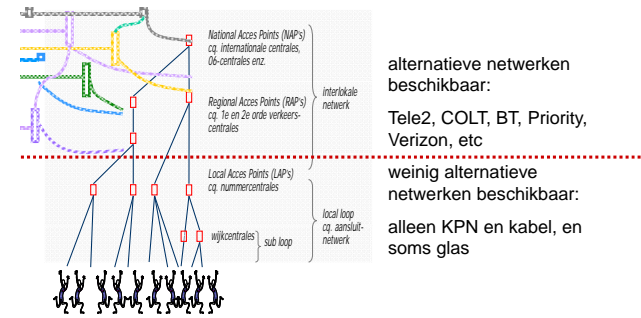 National Acces Points (NAP's)
cq. internationale centrales,
06-centrales enz.
Regional Acces Points (RAP's)
cq. 1e en 2e orde verkeers-
centrales
interlokale
netwerk
Local Acces Points (LAP's)
cq. nummercentrales
wijkcentrales
sub loop
local loop
cq. aansluit-
netwerk
alternatieve netwerken
beschikbaar:
Tele2, COLT, BT, Priority,
Verizon, etc
weinig alternatieve
netwerken beschikbaar:
alleen KPN en kabel, en
soms glas